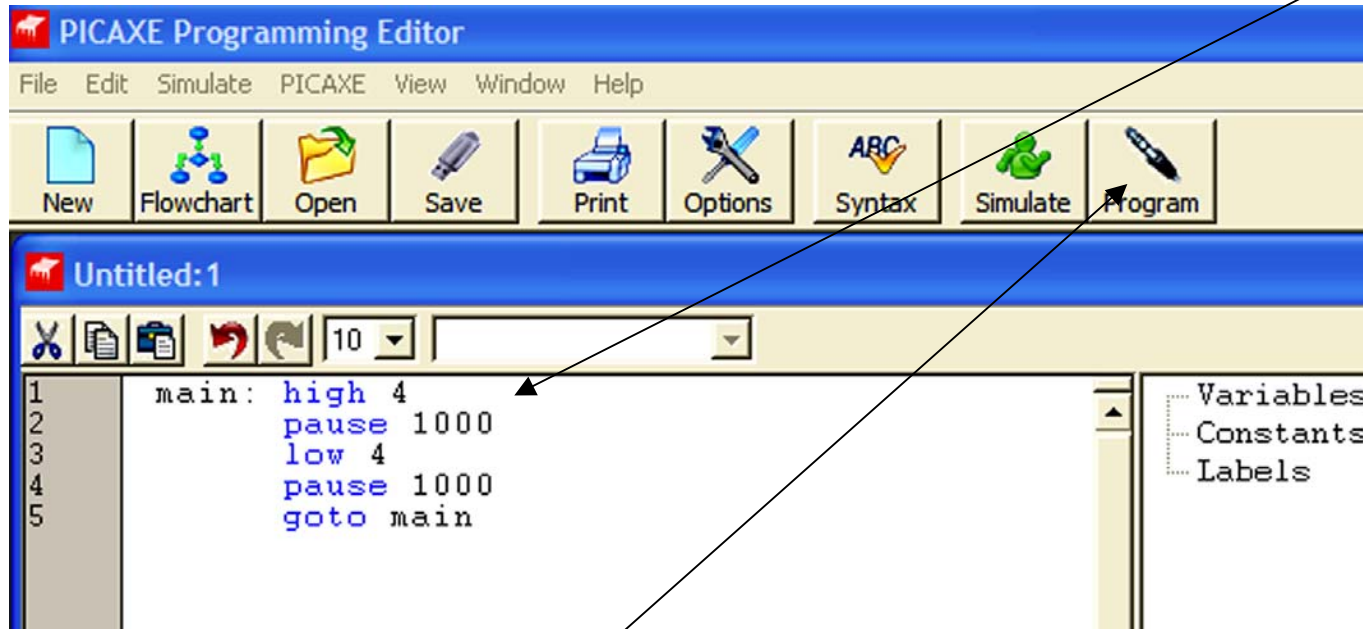 PICAXE Programming Editor
File Edit Simulate PICAXE View Window Help
New Flowchart Open Save Print Options Syntax Simulate Program
ABC
Untitled:1
10
1 main: high 4
2 pause 1000
3 low 4
4 pause 1000
5 goto main
Variables
Constants
Labels